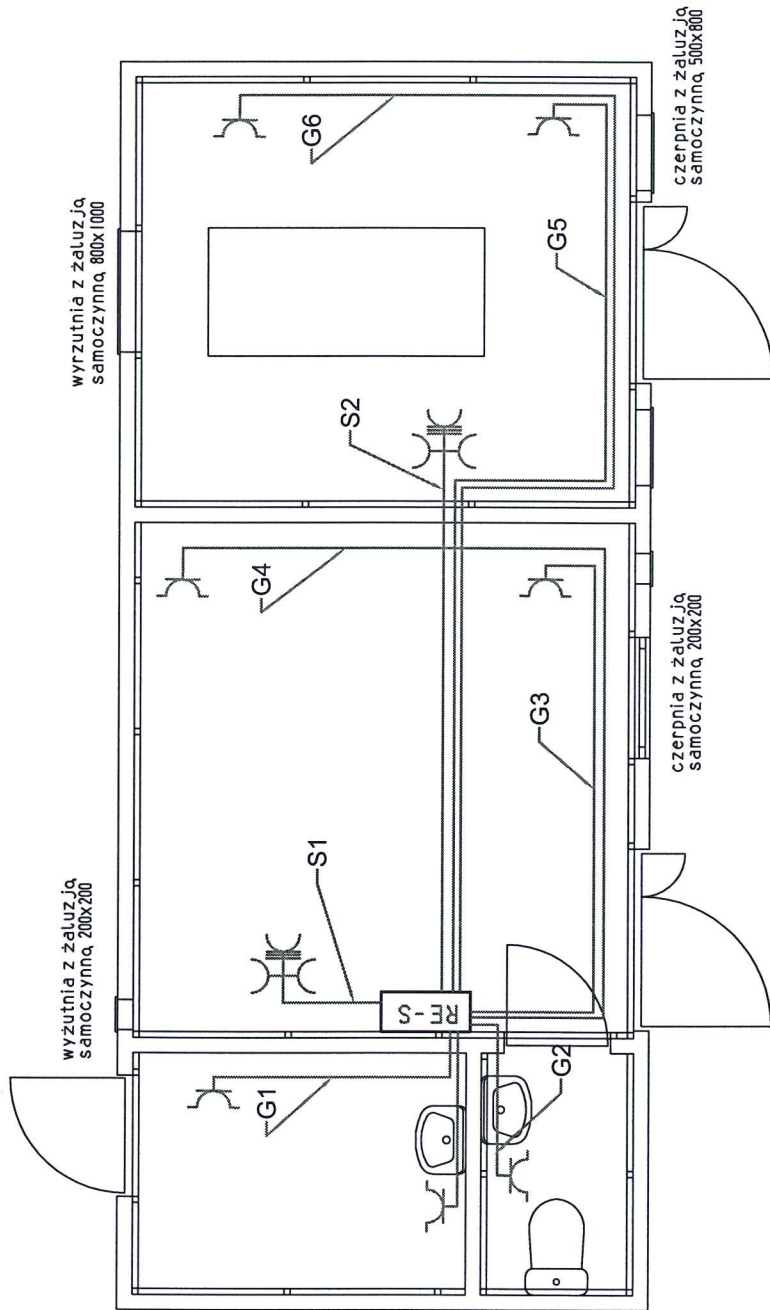 wyżutnia z żaluzją
samoczynną 200x200
wyrzutnia z żaluzją
samoczynną 800x1000
G1
S1
G4
S2
G6
RE-S
G2
G3
G5
czerpnia z żaluzją
samoczynną 200x200
czerpnia z żaluzją
samoczynną 500x800